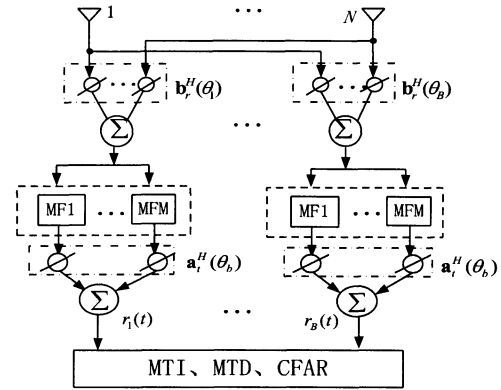 1 ··· N
b_r^H(θ_1) b_r^H(θ_B)
··· ···
Σ ··· Σ
MF1 ··· MFM MF1 ··· MFM
a_t^H(θ_b) a_t^H(θ_b)
Σ Σ
r_1(t) ··· r_B(t)
MTI、MTD、CFAR